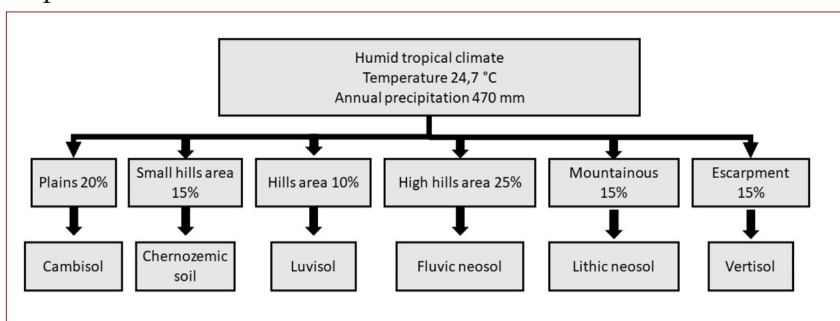 Humid tropical climate
Temperature 24,7 °C
Annual precipitation 470 mm
Plains 20%
Small hills area
15%
Hills area 10%
High hills area 25%
Mountainous
15%
Escarpment
15%
Cambisol
Chernozemic
soil
Luvisol
Fluvic neosol
Lithic neosol
Vertisol